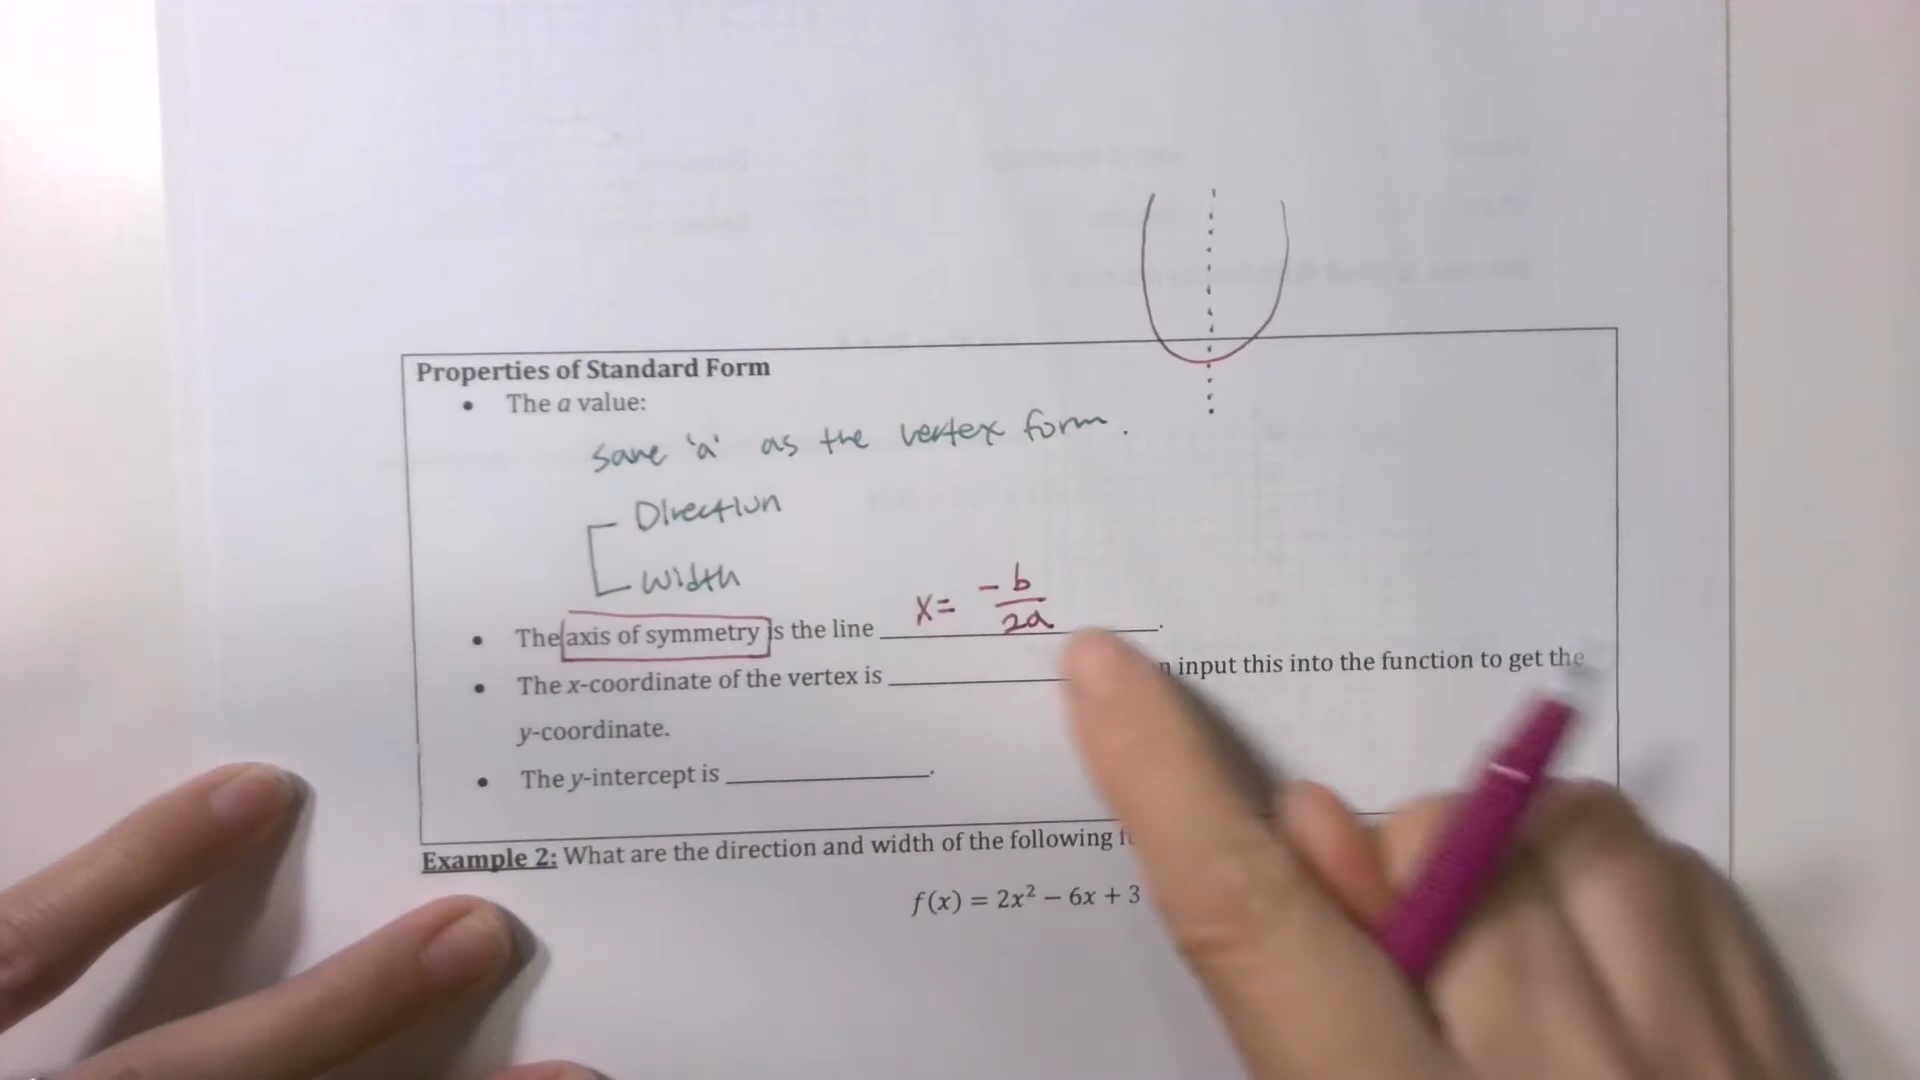 Properties of Standard Form
• The a value:
same 'a' as the vertex form.
Direction
Width
• The axis of symmetry is the line x = -b/2a.
• The x-coordinate of the vertex is ________ input this into the function to get the
y-coordinate.
• The y-intercept is ________.
Example 2: What are the direction and width of the following
f(x) = 2x² − 6x + 3